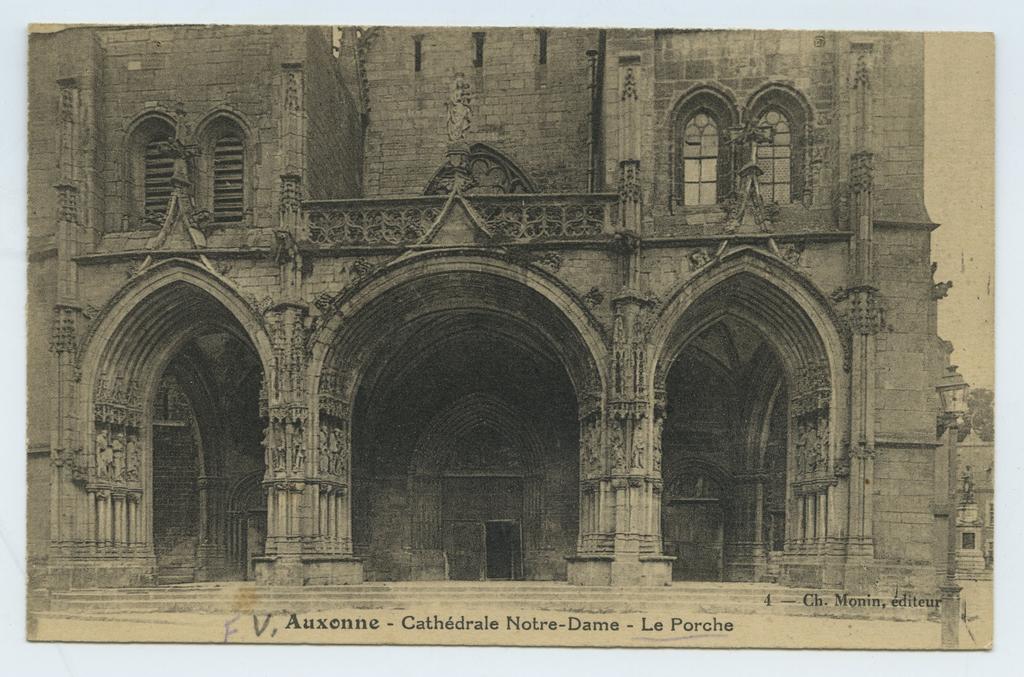 4 — Ch. Monin, éditeur
F V, Auxonne - Cathédrale Notre-Dame - Le Porche